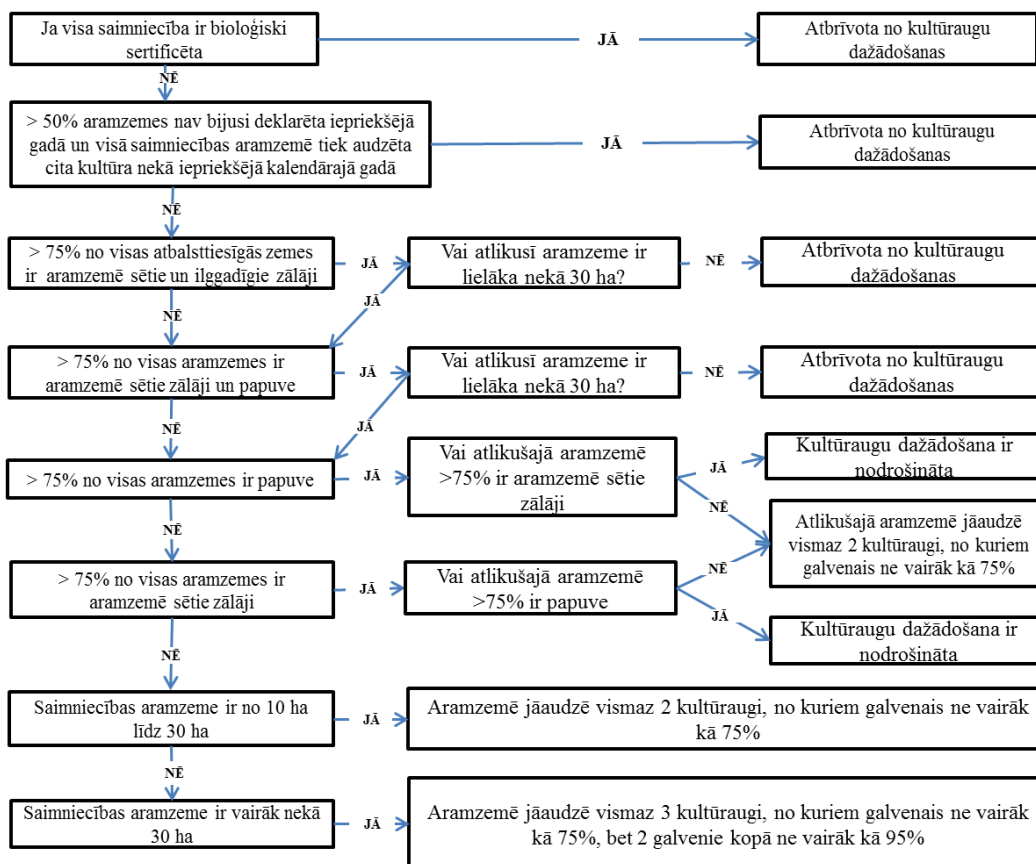 Ja visa saimniecība ir bioloģiski
sertificēta
JĀ
Atbrīvota no kultūraugu
dažādošanas
NĒ
> 50% aramzemes nav bijusi deklarēta iepriekšējā
gadā un visā saimniecības aramzemē tiek audzēta
cita kultūra nekā iepriekšējā kalendārajā gadā
JĀ
Atbrīvota no kultūraugu
dažādošanas
NĒ
> 75% no visas atbalsttiesīgās zemes
ir aramzemē sētie un ilggadīgie zālāji
JĀ
Vai atlikusī aramzeme ir
lielāka nekā 30 ha?
NĒ
Atbrīvota no kultūraugu
dažādošanas
JĀ
NĒ
> 75% no visas aramzemes ir
aramzemē sētie zālāji un papuve
JĀ
Vai atlikusī aramzeme ir
lielāka nekā 30 ha?
NĒ
Atbrīvota no kultūraugu
dažādošanas
JĀ
NĒ
> 75% no visas aramzemes ir papuve
JĀ
Vai atlikušajā aramzemē
>75% ir aramzemē sētie
zālāji
JĀ
Kultūraugu dažādošana ir
nodrošināta
NĒ
Atlikušajā aramzemē jāaudzē
vismaz 2 kultūraugi, no kuriem
galvenais ne vairāk kā 75%
NĒ
> 75% no visas aramzemes ir
aramzemē sētie zālāji
JĀ
Vai atlikušajā aramzemē
>75% ir papuve
NĒ
JĀ
Kultūraugu dažādošana ir
nodrošināta
NĒ
Saimniecības aramzeme ir no 10 ha
līdz 30 ha
JĀ
Aramzemē jāaudzē vismaz 2 kultūraugi, no kuriem galvenais ne vairāk
kā 75%
NĒ
Saimniecības aramzeme ir vairāk nekā
30 ha
JĀ
Aramzemē jāaudzē vismaz 3 kultūraugi, no kuriem galvenais ne vairāk
kā 75%, bet 2 galvenie kopā ne vairāk kā 95%